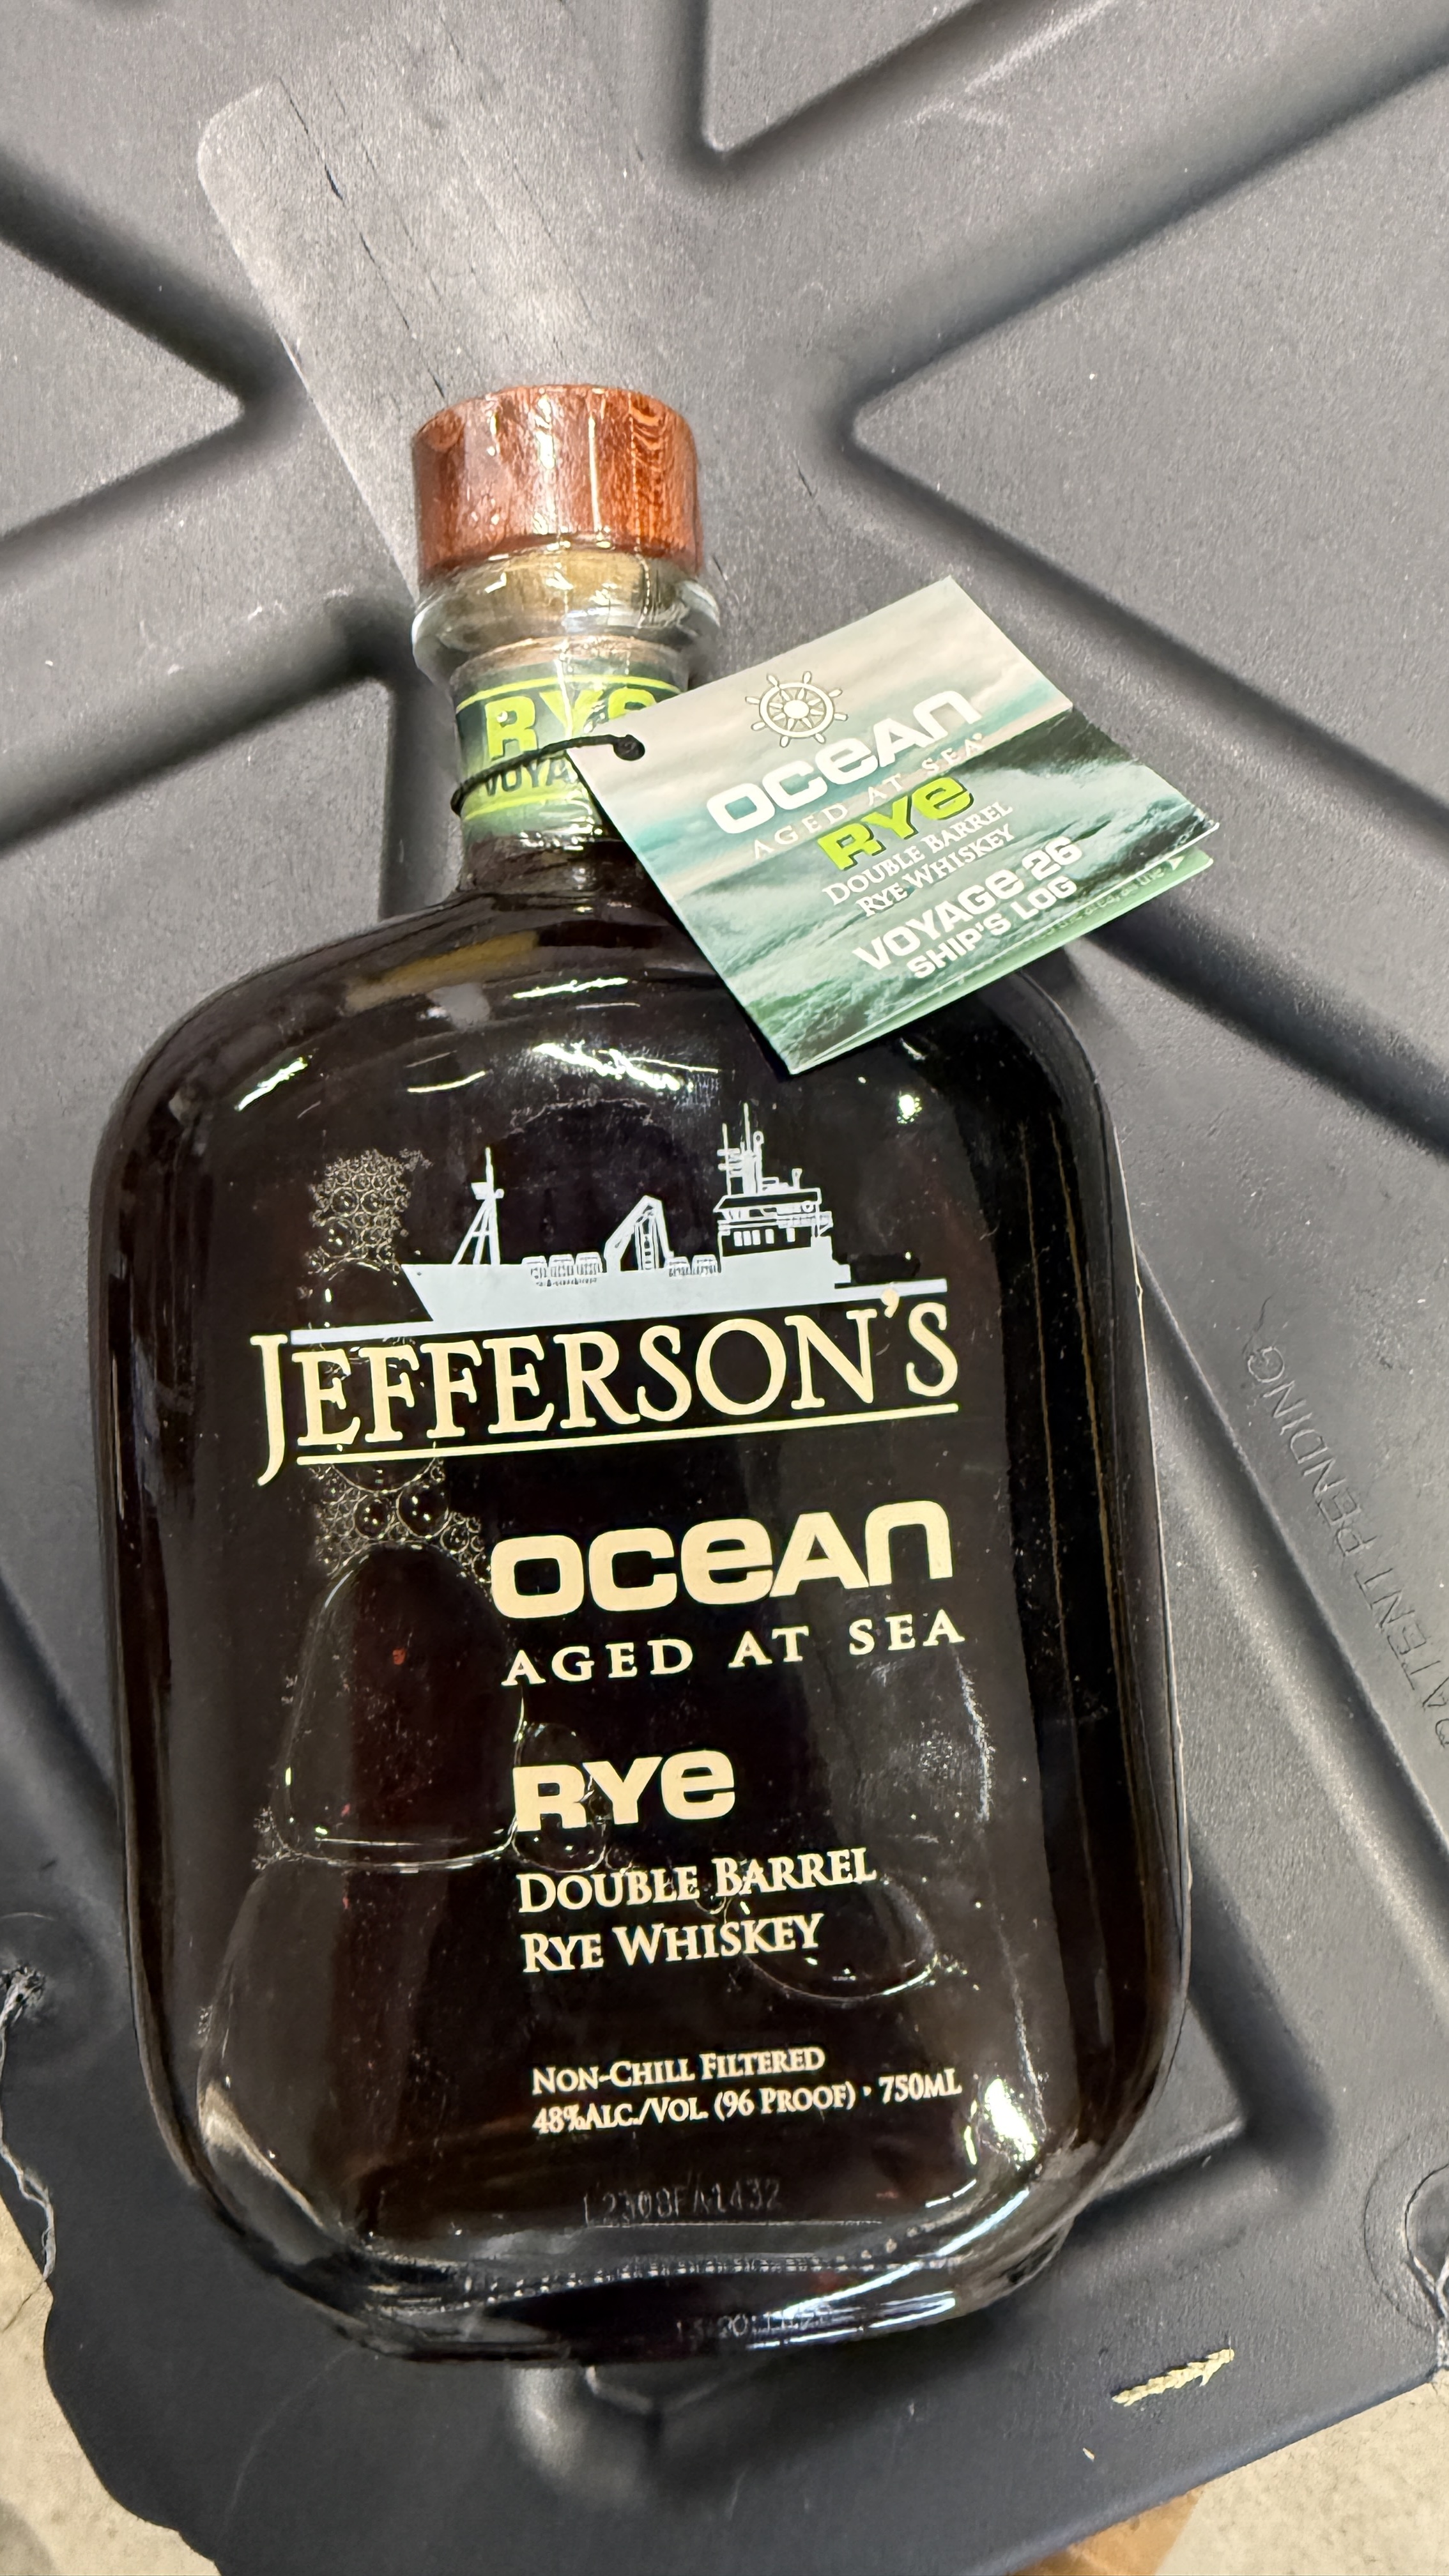 RYe
VOYA
OCeAN
AGED AT SEA®
RYe
DOUBLE BARREL
RYE WHISKEY
VOYAGE 26
SHIP'S LOG
JEFFERSON'S
OCeAN
AGED AT SEA
RYe
DOUBLE BARREL
RYE WHISKEY
NON-CHILL FILTERED
48%ALC./VOL. (96 PROOF) • 750ML
PATENT PENDING